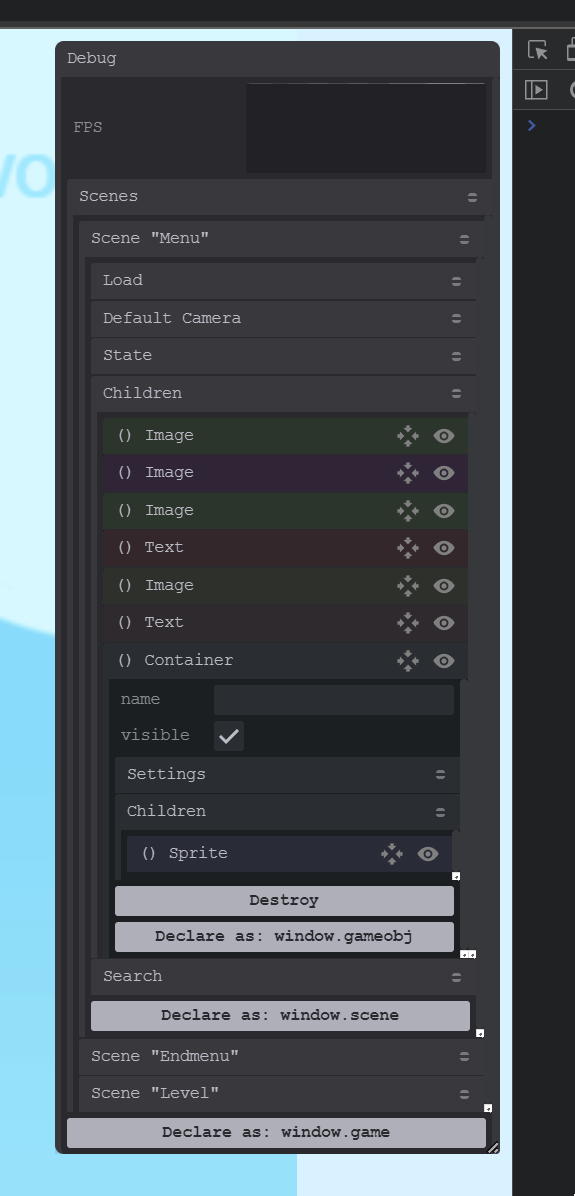 Debug
FPS
wo
Scenes
Scene "Menu"
Load
Default Camera
State
Children
() Image
() Image
() Image
() Text
() Image
() Text
() Container
name
visible
Settings
Children
() Sprite
Destroy
Declare as: window.gameobj
Search
Declare as: window.scene
Scene "Endmenu"
Scene "Level"
Declare as: window.game